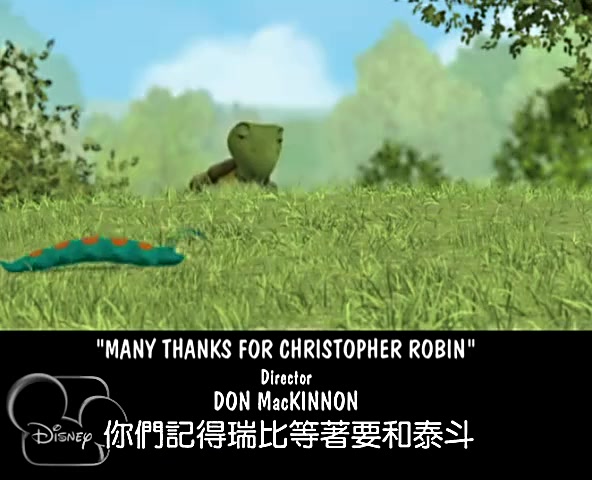 "MANY THANKS FOR CHRISTOPHER ROBIN"
Director
DON MacKINNON
DISNEY
你們記得瑞比等著要和泰斗